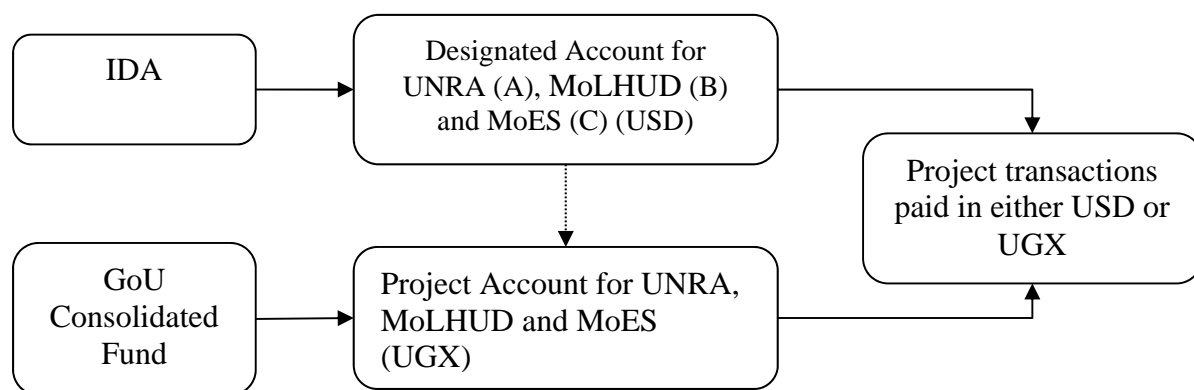 IDA
Designated Account for
UNRA (A), MoLHUD (B)
and MoES (C) (USD)
Project transactions
paid in either USD or
UGX
GoU
Consolidated
Fund
Project Account for UNRA,
MoLHUD and MoES
(UGX)